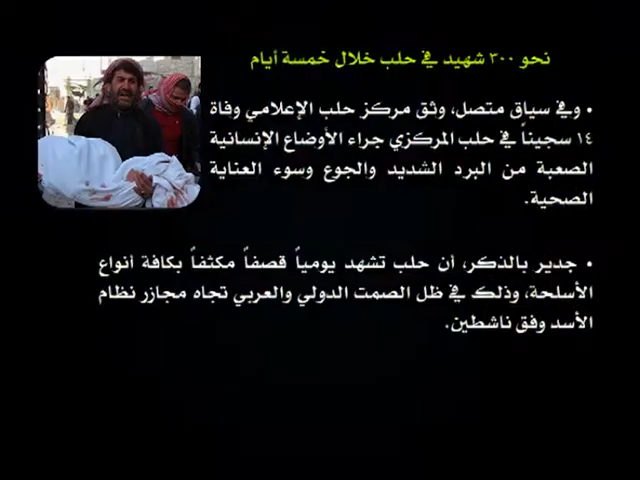 نحو ٣٠٠ شهيد في حلب خلال خمسة أيام
• وفي سياق متصل، وثق مركز حلب الإعلامي وفاة
١٤ سجيناً في حلب المركزي جراء الأوضاع الإنسانية
الصعبة من البرد الشديد والجوع وسوء العناية
الصحية.
• جدير بالذكر، أن حلب تشهد يومياً قصفاً مكثفاً بكافة أنواع
الأسلحة، وذلك في ظل الصمت الدولي والعربي تجاه مجازر نظام
الأسد وفق ناشطين.